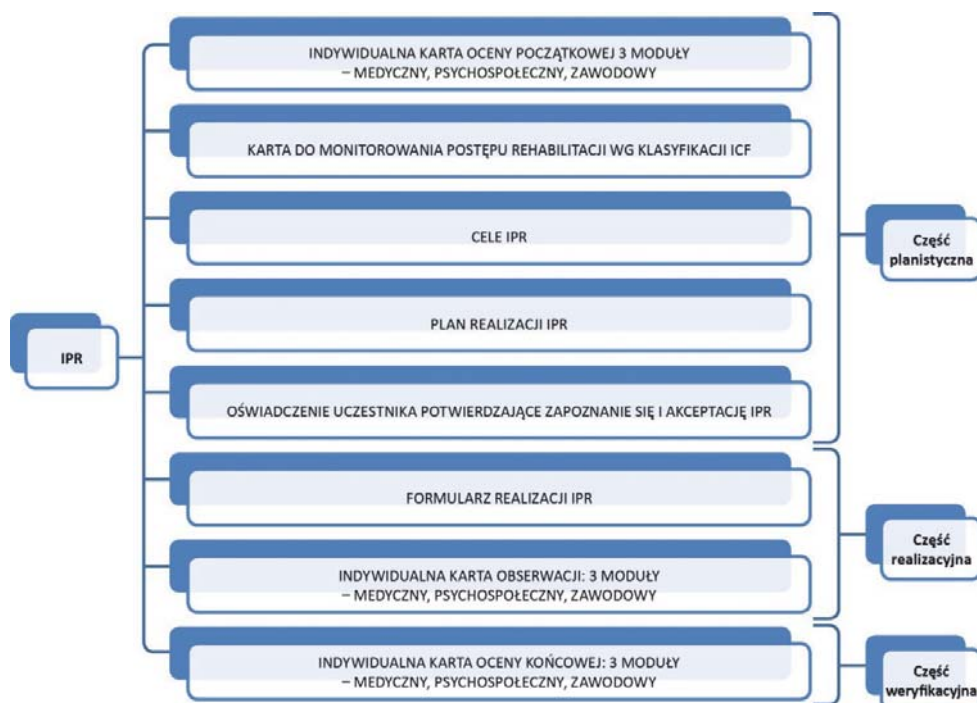 INDYWIDUALNA KARTA OCENY POCZĄTKOWEJ 3 MODUŁY
– MEDYCZNY, PSYCHOSPOŁECZNY, ZAWODOWY
KARTA DO MONITOROWANIA POSTĘPU REHABILITACJI WG KLASYFIKACJI ICF
CELE IPR
Część
planistyczna
PLAN REALIZACJI IPR
IPR
OŚWIADCZENIE UCZESTNIKA POTWIERDZAJĄCE ZAPOZNANIE SIĘ I AKCEPTACJĘ IPR
FORMULARZ REALIZACJI IPR
Część
realizacyjna
INDYWIDUALNA KARTA OBSERWACJI: 3 MODUŁY
– MEDYCZNY, PSYCHOSPOŁECZNY, ZAWODOWY
INDYWIDUALNA KARTA OCENY KOŃCOWEJ: 3 MODUŁY
– MEDYCZNY, PSYCHOSPOŁECZNY, ZAWODOWY
Część
weryfikacyjna